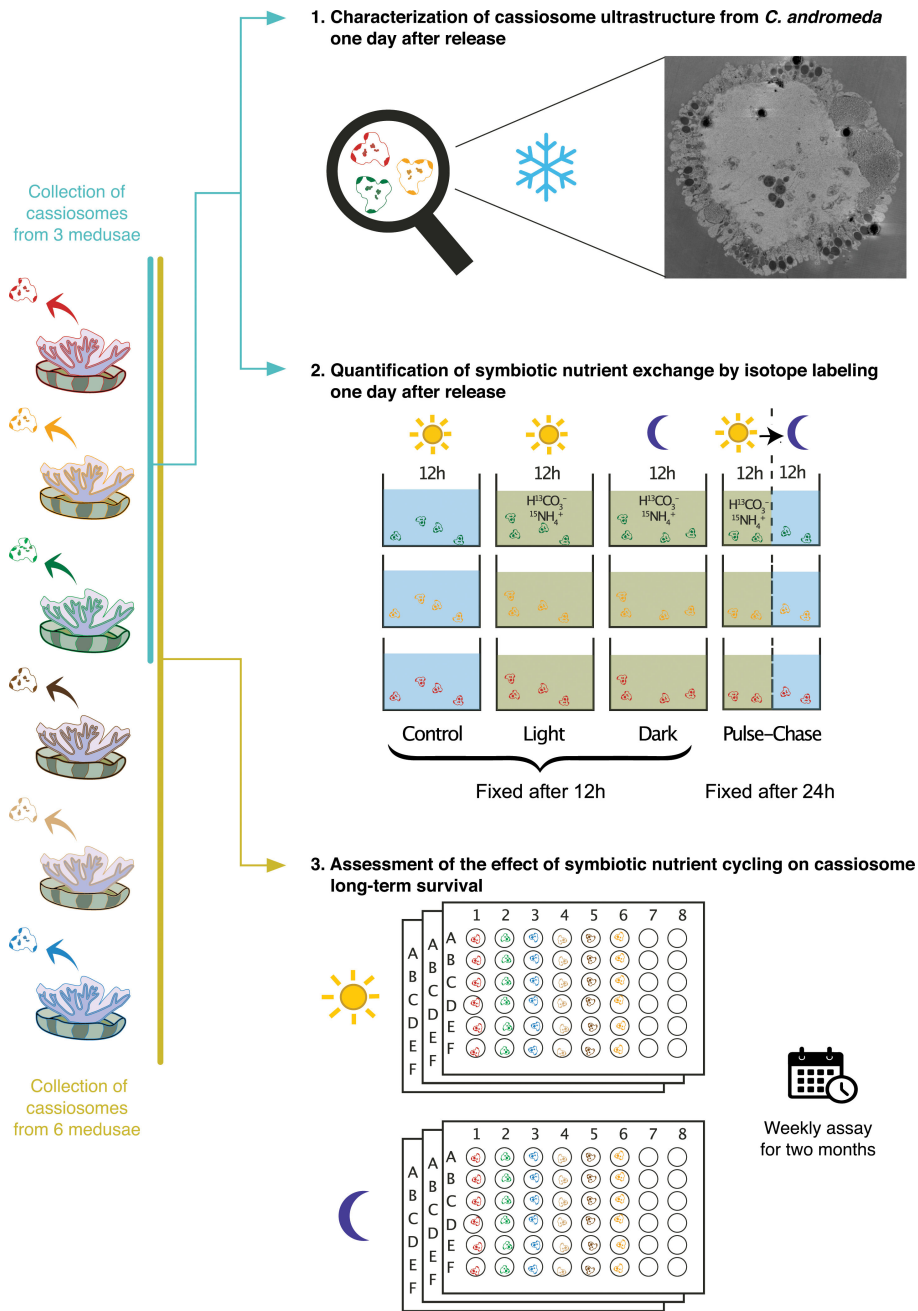 1. Characterization of cassiosome ultrastructure from C. andromeda
one day after release
Collection of
cassiosomes
from 3 medusae
2. Quantification of symbiotic nutrient exchange by isotope labeling
one day after release
12h 12h 12h 12h 12h
H¹³CO₃⁻ H¹³CO₃⁻ H¹³CO₃⁻
¹⁵NH₄⁺ ¹⁵NH₄⁺ ¹⁵NH₄⁺
Control Light Dark Pulse–Chase
Fixed after 12h Fixed after 24h
3. Assessment of the effect of symbiotic nutrient cycling on cassiosome
long-term survival
1 2 3 4 5 6 7 8
A A A
B B B
C C C
D D D
E E E
F F F
Collection of
cassiosomes
from 6 medusae
Weekly assay
for two months
1 2 3 4 5 6 7 8
A A A
B B B
C C C
D D D
E E E
F F F